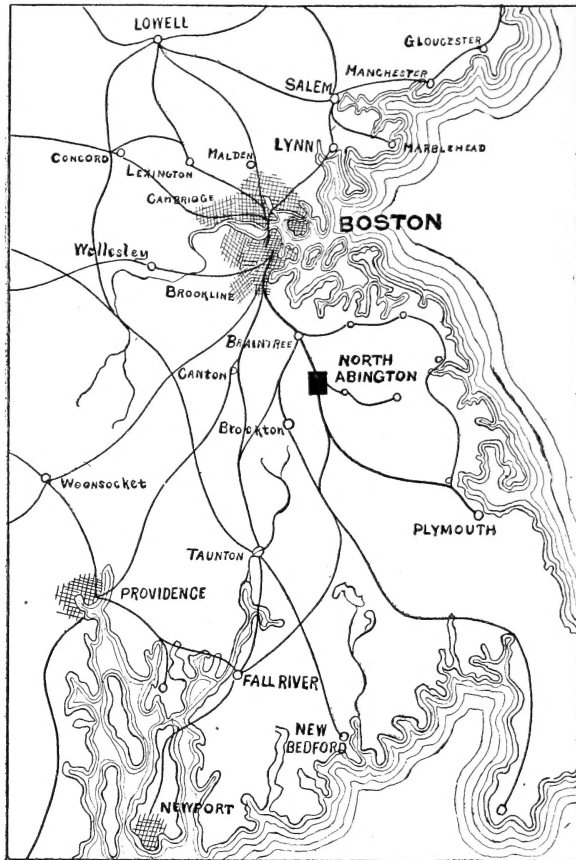 LOWELL
GLOUCESTER
MANCHESTER
SALEM
LYNN
MARBLEHEAD
MALDEN
CONCORD
LEXINGTON
CAMBRIDGE
BOSTON
Wellesley
BROOKLINE
BRAINTREE
NORTH
ABINGTON
CANTON
Brockton
WOONSOCKET
PLYMOUTH
TAUNTON
PROVIDENCE
FALL RIVER
NEW
BEDFORD
NEWPORT